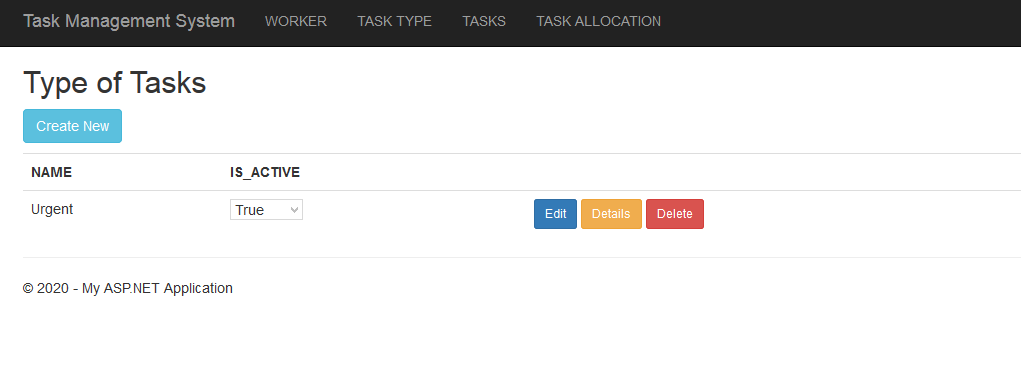 Task Management System WORKER TASK TYPE TASKS TASK ALLOCATION
Type of Tasks
Create New
NAME IS_ACTIVE
Urgent True Edit Details Delete
© 2020 - My ASP.NET Application